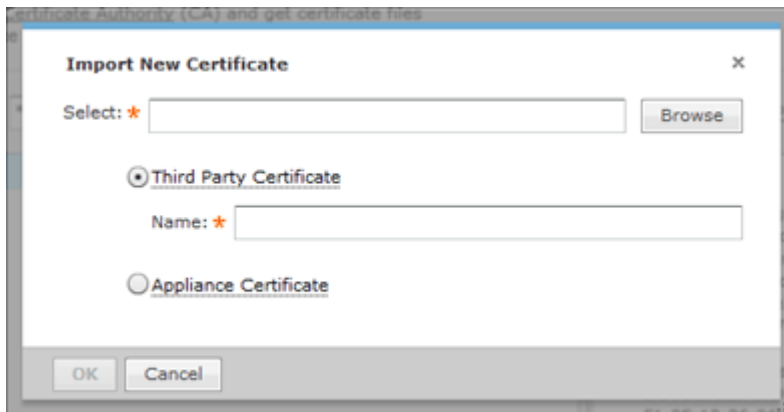 Certificate Authority (CA) and get certificate files
Import New Certificate
×
Select: *
Browse
Third Party Certificate
Name: *
Appliance Certificate
OK
Cancel